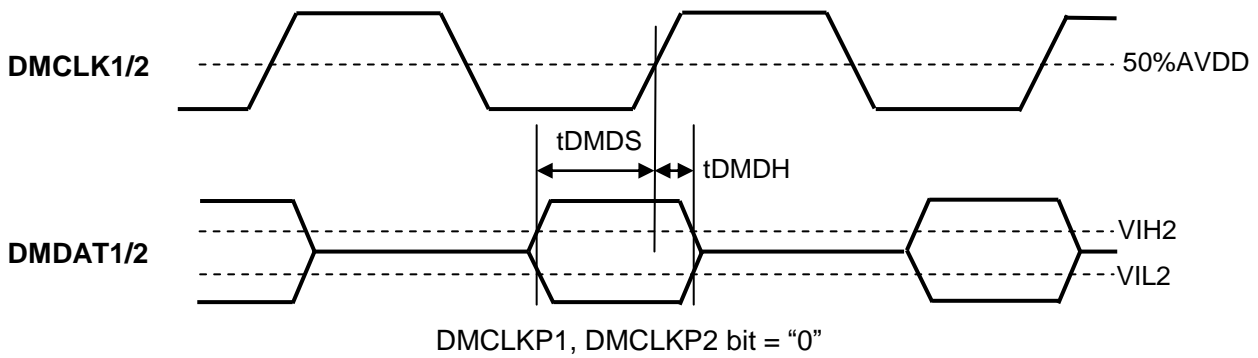 DMCLK1/2
50%AVDD
tDMDS
tDMDH
DMDAT1/2
VIH2
VIL2
DMCLKP1, DMCLKP2 bit = “0”